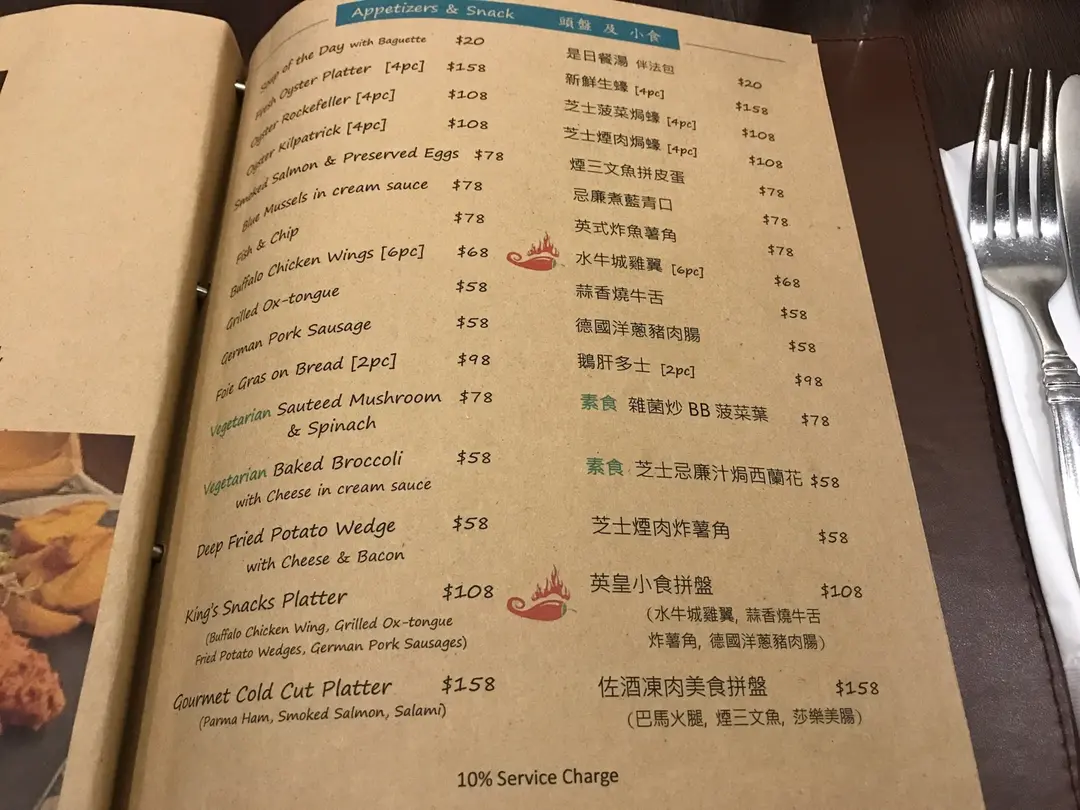 Appetizers & Snack 頭盤 及 小食
Soup of the Day with Baguette $20
Fresh Oyster Platter [4pc] $158
Oyster Rockefeller [4pc] $108
Oyster Kilpatrick [4pc] $108
Smoked Salmon & Preserved Eggs $78
Blue Mussels in cream sauce $78
Fish & Chip $78
Buffalo Chicken Wings [6pc] $68
Grilled Ox-tongue $58
German Pork Sausage $58
Foie Gras on Bread [2pc] $98
Vegetarian Sauteed Mushroom $78
& Spinach
Vegetarian Baked Broccoli $58
with Cheese in cream sauce
Deep Fried Potato Wedge $58
with Cheese & Bacon
King's Snacks Platter $108
(Buffalo Chicken Wing, Grilled Ox-tongue
Fried Potato Wedges, German Pork Sausages)
Gourmet Cold Cut Platter $158
(Parma Ham, Smoked Salmon, Salami)
是日餐湯 伴法包 $20
新鮮生蠔 [4pc] $158
芝士菠菜焗蠔 [4pc] $108
芝士煙肉焗蠔 [4pc] $108
煙三文魚拼皮蛋 $78
忌廉煮藍青口 $78
英式炸魚薯角 $78
水牛城雞翼 [6pc] $68
蒜香燒牛舌 $58
德國洋蔥豬肉腸 $58
鵝肝多士 [2pc] $98
素食 雜菌炒 BB 菠菜葉 $78
素食 芝士忌廉汁焗西蘭花 $58
芝士煙肉炸薯角 $58
英皇小食拼盤 $108
(水牛城雞翼, 蒜香燒牛舌
炸薯角, 德國洋蔥豬肉腸)
佐酒凍肉美食拼盤 $158
(巴馬火腿, 煙三文魚, 莎樂美腸)
10% Service Charge